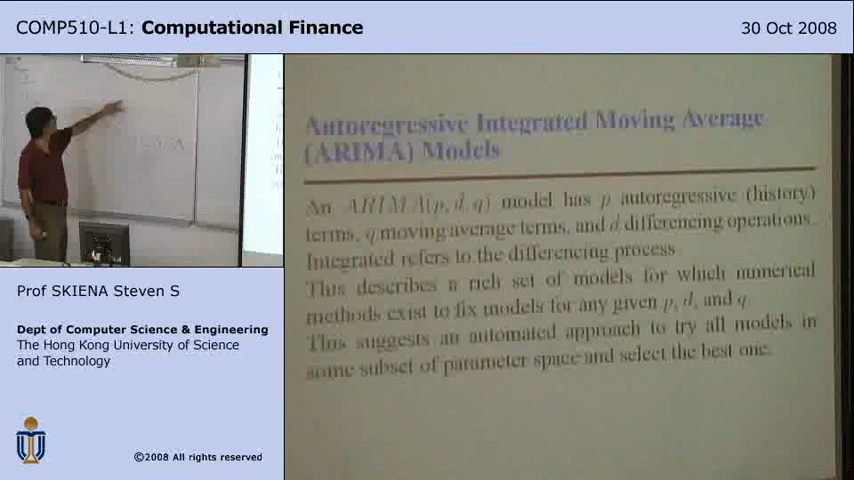 COMP510-L1: Computational Finance
30 Oct 2008
Autoregressive Integrated Moving Average
(ARIMA) Models
An ARIMA(p, d, q) model has p autoregressive (history)
terms, q moving average terms, and d differencing operations.
Integrated refers to the differencing process.
This describes a rich set of models for which numerical
methods exist to fix models for any given p, d, and q.
This suggests an automated approach to try all models in
some subset of parameter space and select the best one.
Prof SKIENA Steven S
Dept of Computer Science & Engineering
The Hong Kong University of Science
and Technology
©2008 All rights reserved